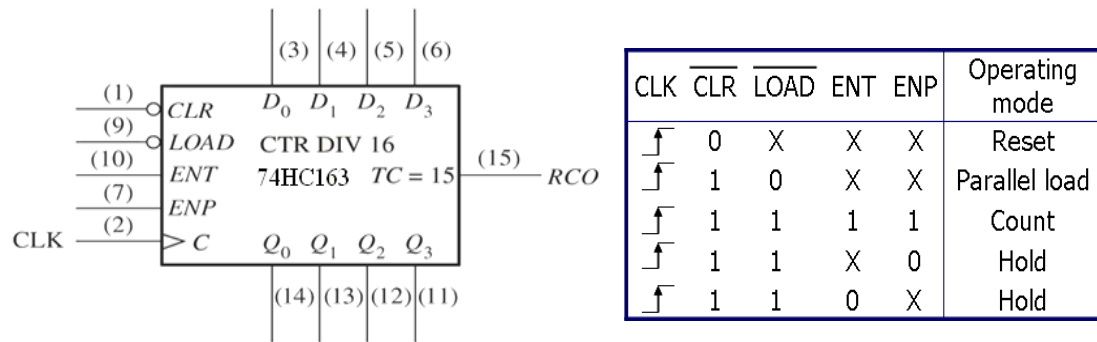 (3) (4) (5) (6)
(1) CLR D₀ D₁ D₂ D₃
(9) LOAD CTR DIV 16
(10) ENT 74HC163 TC = 15 (15) RCO
(7) ENP
CLK (2) C Q₀ Q₁ Q₂ Q₃
(14) (13) (12) (11)
CLK C̅L̅R̅ L̅O̅A̅D̅ ENT ENP Operating mode
0 X X X Reset
1 0 X X Parallel load
1 1 1 1 Count
1 1 X 0 Hold
1 1 0 X Hold